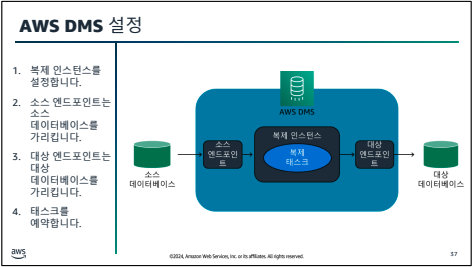 AWS DMS 설정
1. 복제 인스턴스를
설정합니다.
2. 소스 엔드포인트는
소스
데이터베이스를
가리킵니다.
3. 대상 엔드포인트는
대상
데이터베이스를
가리킵니다.
4. 태스크를
예약합니다.
AWS DMS
소스
데이터베이스
소스
엔드포인
트
복제 인스턴스
복제
태스크
대상
엔드포인
트
대상
데이터베이스
aws
©2024, Amazon Web Services, Inc. or its affiliates. All rights reserved.
37